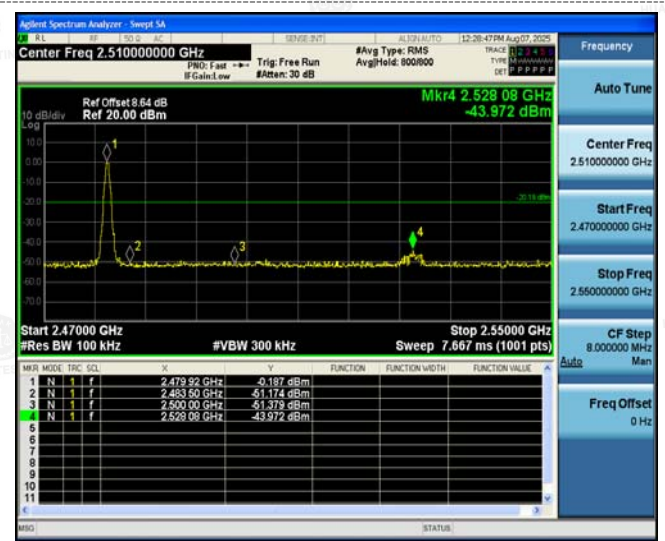 Agilent Spectrum Analyzer - Swept SA
RL RF 50 Ω AC SENSE:INT ALIGN AUTO 12:28:47 PM Aug 07, 2025
Center Freq 2.510000000 GHz
PNO: Fast Trig: Free Run #Avg Type: RMS TRACE 1 2 3 4 5 6
IFGain:Low #Atten: 30 dB Avg|Hold: 800/800 TYPE M W W W W W
DET P P P P P P
Ref Offset 8.64 dB Mkr4 2.528 08 GHz
10 dB/div Ref 20.00 dBm -43.972 dBm
Log
10.0
0.00
-10.0
-20.0
-30.0
-40.0
-50.0
-60.0
-70.0
1
2
3
4
-20.19 dBm
Start 2.47000 GHz Stop 2.55000 GHz
#Res BW 100 kHz #VBW 300 kHz Sweep 7.667 ms (1001 pts)
MKR MODE TRC SCL X Y FUNCTION FUNCTION WIDTH FUNCTION VALUE
1 N 1 f 2.479 92 GHz -0.187 dBm
2 N 1 f 2.483 50 GHz -51.174 dBm
3 N 1 f 2.500 00 GHz -51.379 dBm
4 N 1 f 2.528 08 GHz -43.972 dBm
5
6
7
8
9
10
11
MSG STATUS
Frequency
Auto Tune
Center Freq
2.510000000 GHz
Start Freq
2.470000000 GHz
Stop Freq
2.550000000 GHz
CF Step
8.000000 MHz
Auto Man
Freq Offset
0 Hz